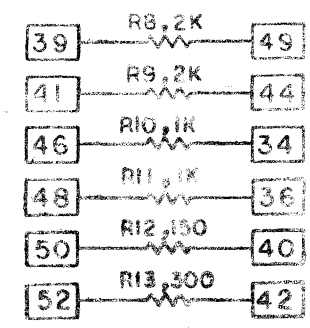 R8,2K
39 49
R9,2K
41 44
R10,1K
46 34
R11,1K
48 36
R12,150
50 40
R13,300
52 42